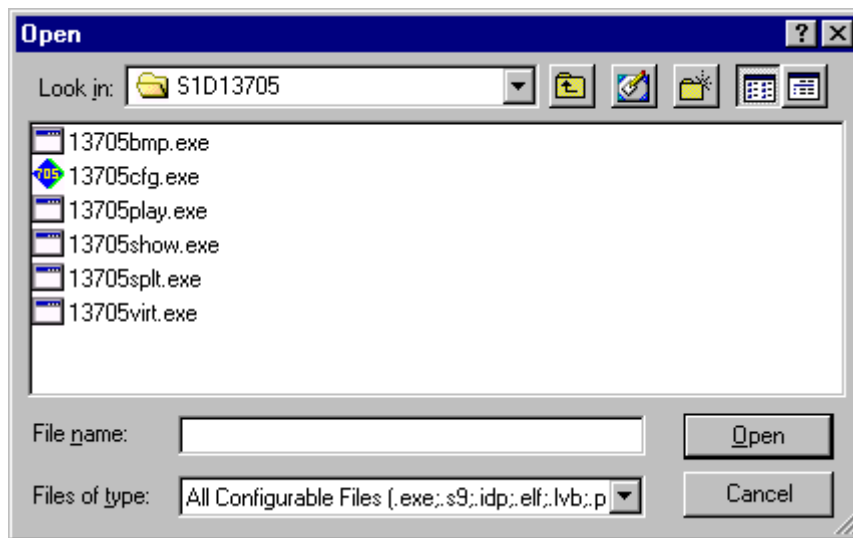 Open
Look in: S1D13705
13705bmp.exe
705 13705cfg.exe
13705play.exe
13705show.exe
13705splt.exe
13705virt.exe
File name: Open
Files of type: All Configurable Files (.exe;.s9;.idp;.elf;.lvb;.p Cancel